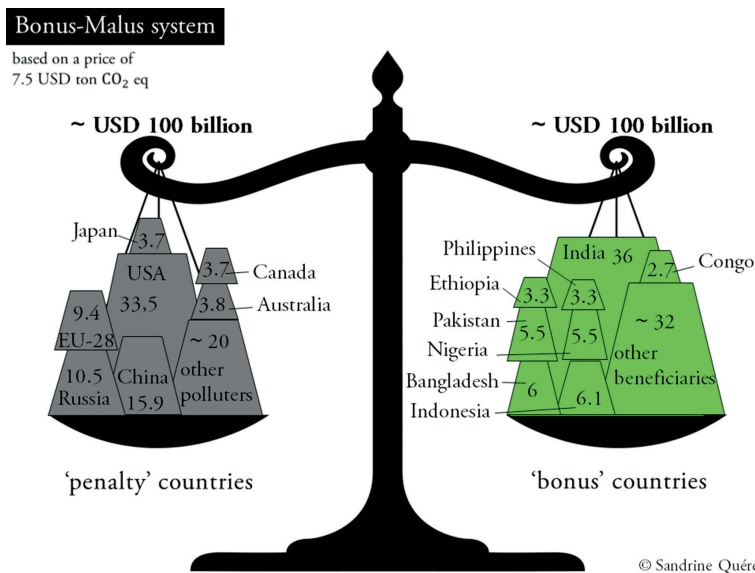 Bonus-Malus system
based on a price of
7.5 USD ton CO₂ eq
~ USD 100 billion
~ USD 100 billion
Japan
3.7
USA
33,5
3.7
Canada
3.8
Australia
9.4
EU-28
~ 20
other
polluters
10.5
Russia
China
15.9
'penalty' countries
Philippines
India 36
Congo
2.7
Ethiopia
3.3
3.3
Pakistan
5.5
5.5
Nigeria
~ 32
other
beneficiaries
Bangladesh
6
6.1
Indonesia
'bonus' countries
© Sandrine